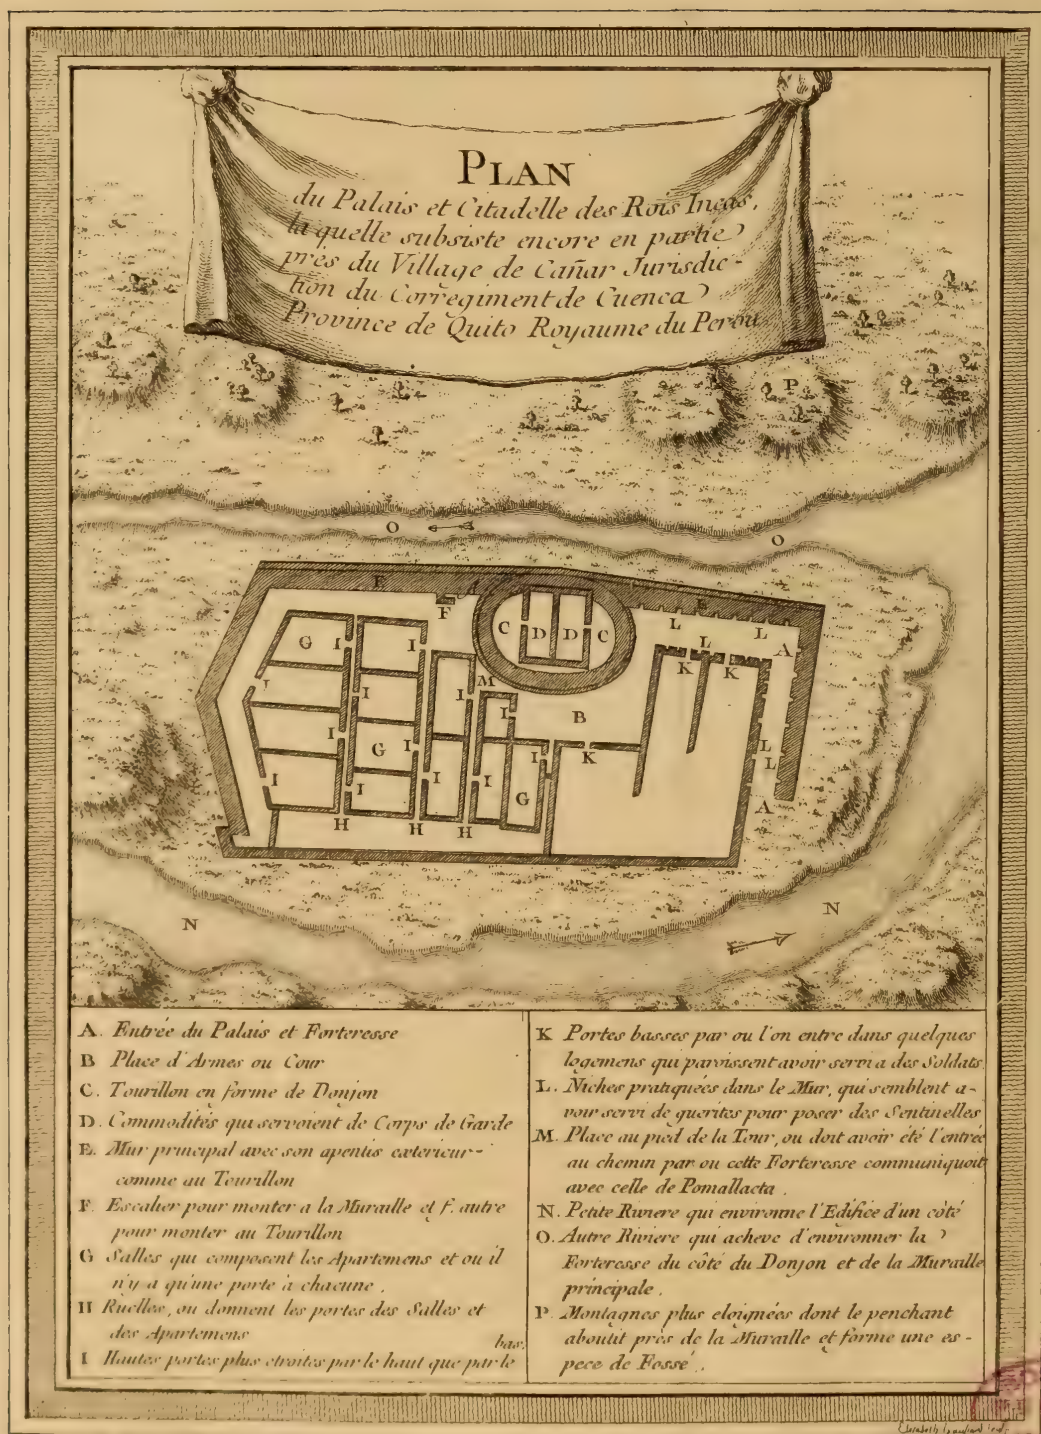 PLAN
du Palais et Citadelle des Rois Incas,
la quelle subsiste encore en partie
près du Village de Cañar Jurisdic-
tion du Corregiment de Cuenca
Province de Quito Royaume du Perou
P
O
O
E
F
E
L
L
L
A
C
D
D
C
K
K
G
I
I
M
I
I
I
B
I
I
G
I
I
K
L
L
I
I
I
I
G
A
H
H
H
N
N
A. Entrée du Palais et Forteresse
B Place d'Armes ou Cour
C. Tourillon en forme de Donjon
D. Commodités qui servoient de Corps de Garde
E. Mur principal avec son apentis exterieur-
comme au Tourillon
F Escalier pour monter a la Muraille et f. autre
pour monter au Tourillon
G Salles qui composent les Apartemens et ou il
n'y a qu'une porte à chacune.
H Ruelles, ou donnent les portes des Salles et
des Apartemens
bas.
I Hautes portes plus etroites par le haut que par le
K Portes basses par ou l'on entre dans quelques
logemens qui paroissent avoir servi a des Soldats.
L. Niches pratiquées dans le Mur, qui semblent a-
voir servi de guerites pour poser des Sentinelles
M. Place au pied de la Tour, ou doit avoir été l'entrée
au chemin par ou cette Forteresse communiquoit
avec celle de Pomallacta.
N. Petite Riviere qui environne l'Edifice d'un côté
O. Autre Riviere qui acheve d'environner la
Forteresse du côté du Donjon et de la Muraille
principale.
P. Montagnes plus eloignées dont le penchant
aboutit près de la Muraille et forme une es-
pece de Fossé.